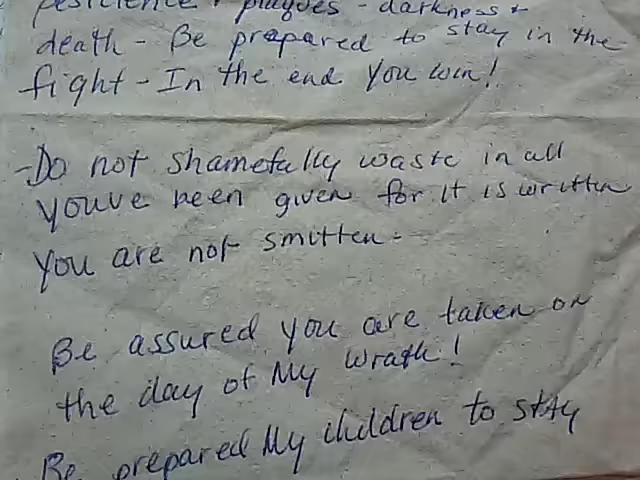 pestilence + plagues - darkness +
death - Be prepared to stay in the
fight - In the end you win!
- Do not shamefully waste in all
youve been given for it is written
you are not smitten -
Be assured you are taken on
the day of My wrath!
Be prepared My children to stay